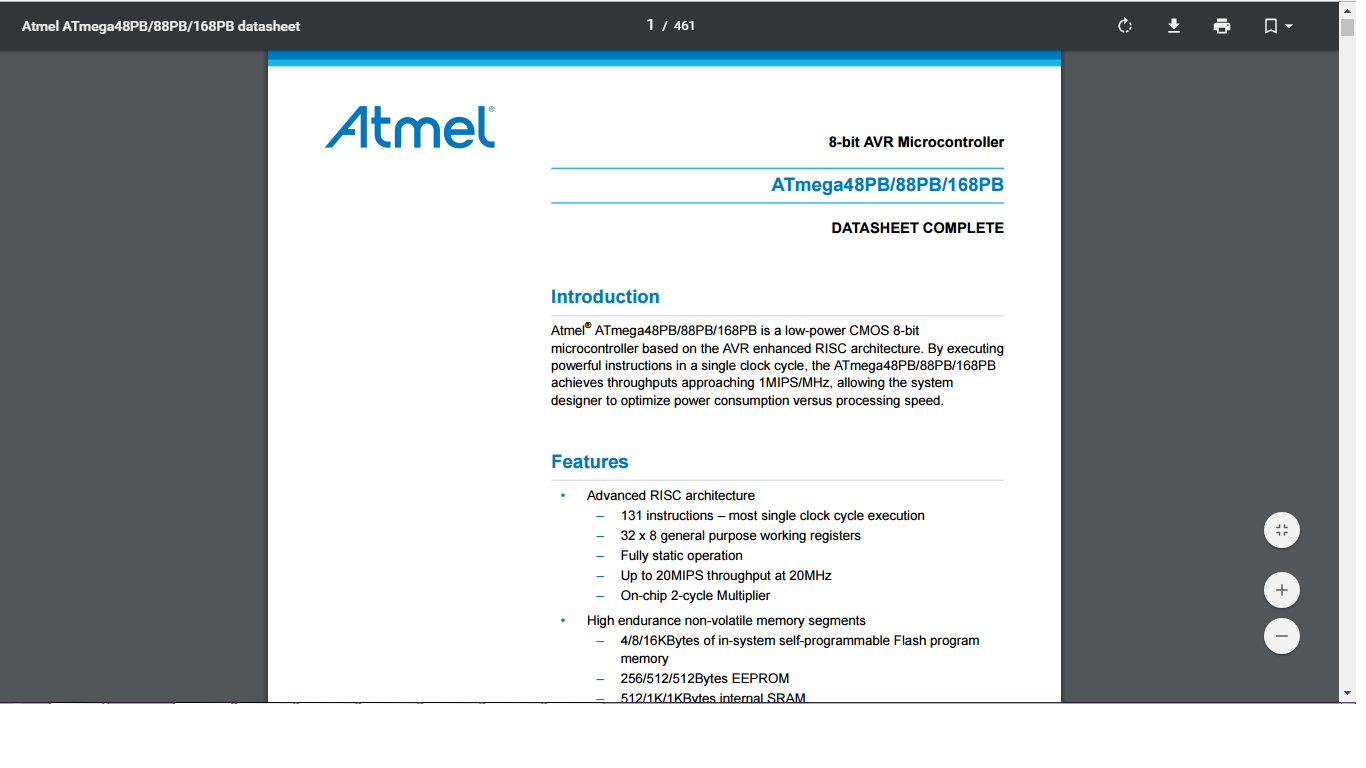 Atmel ATmega48PB/88PB/168PB datasheet
1 / 461
Atmel®
8-bit AVR Microcontroller
ATmega48PB/88PB/168PB
DATASHEET COMPLETE
Introduction
Atmel® ATmega48PB/88PB/168PB is a low-power CMOS 8-bit
microcontroller based on the AVR enhanced RISC architecture. By executing
powerful instructions in a single clock cycle, the ATmega48PB/88PB/168PB
achieves throughputs approaching 1MIPS/MHz, allowing the system
designer to optimize power consumption versus processing speed.
Features
• Advanced RISC architecture
– 131 instructions – most single clock cycle execution
– 32 x 8 general purpose working registers
– Fully static operation
– Up to 20MIPS throughput at 20MHz
– On-chip 2-cycle Multiplier
• High endurance non-volatile memory segments
– 4/8/16KBytes of in-system self-programmable Flash program
memory
– 256/512/512Bytes EEPROM
– 512/1K/1KBytes internal SRAM